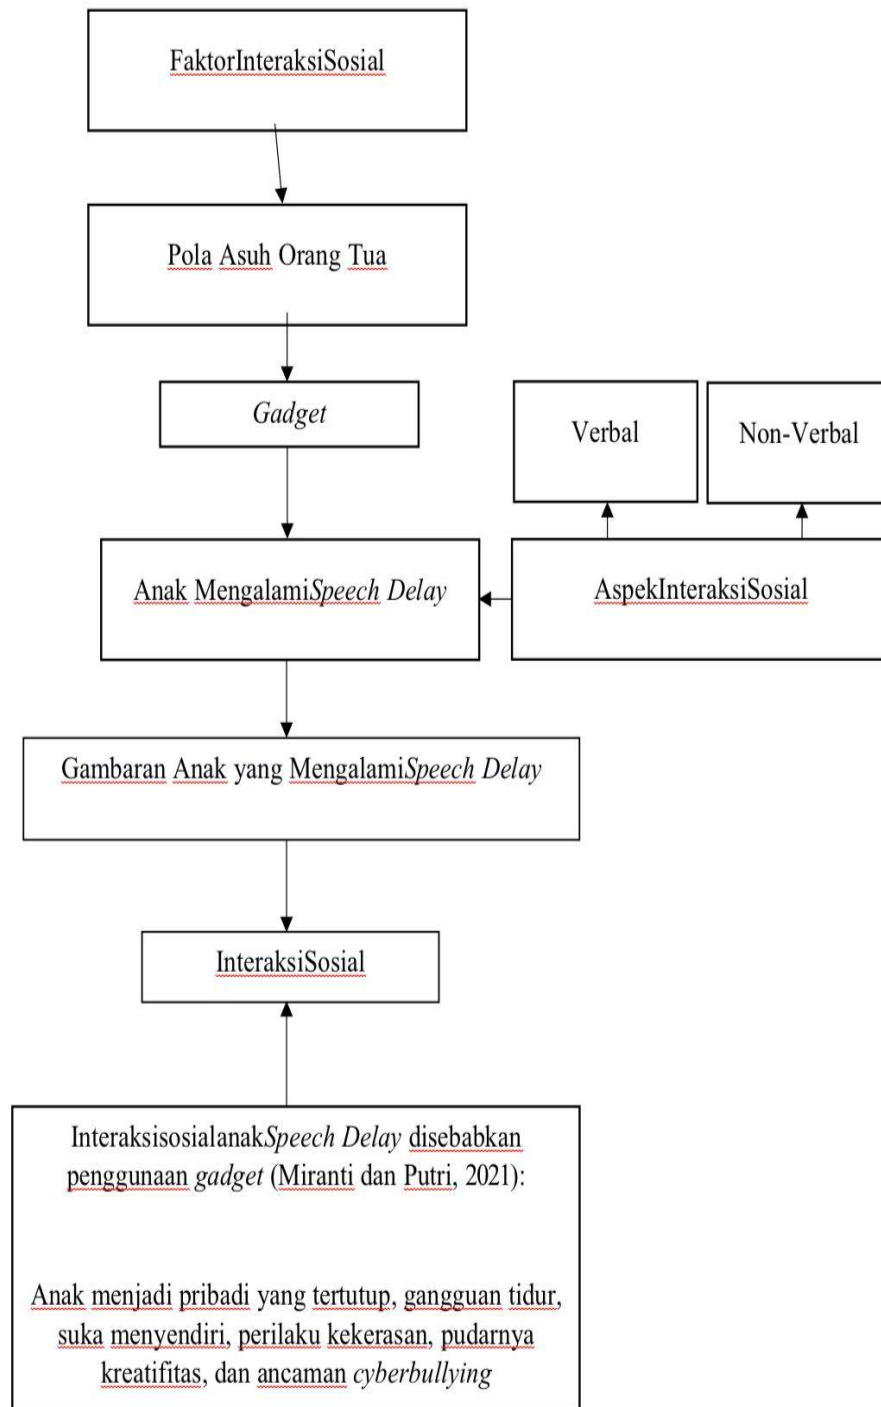 FaktorInteraksiSosial
Pola Asuh Orang Tua
Gadget
Verbal
Non-Verbal
Anak MengalamiSpeech Delay
AspekInteraksiSosial
Gambaran Anak yang MengalamiSpeech Delay
InteraksiSosial
InteraksisosialanakSpeech Delay disebabkan
penggunaan gadget (Miranti dan Putri, 2021):
Anak menjadi pribadi yang tertutup, gangguan tidur,
suka menyendiri, perilaku kekerasan, pudarnya
kreatifitas, dan ancaman cyberbullying